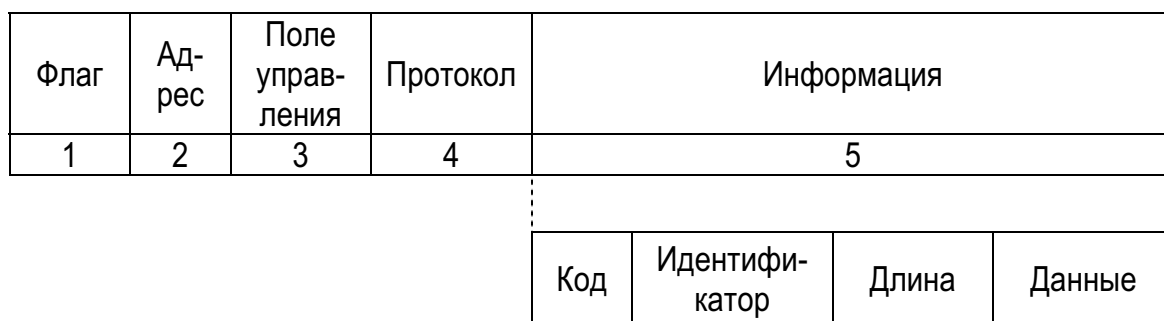 Флаг
Ад-
рес
Поле
управ-
ления
Протокол
Информация
1 2 3 4 5
Код
Идентифи-
катор
Длина
Данные